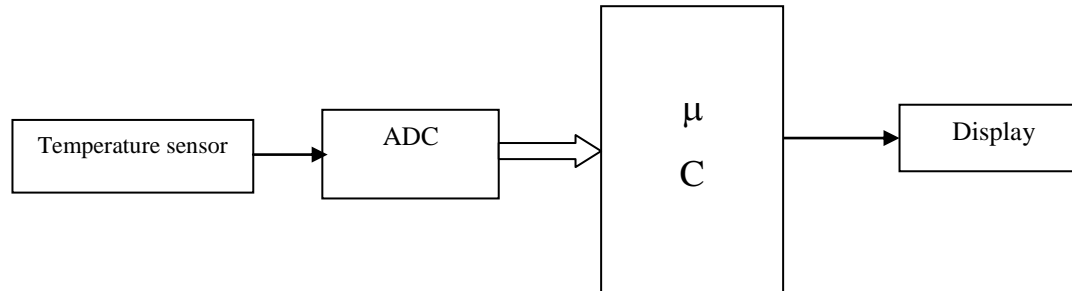 Temperature sensor
ADC
μ
C
Display